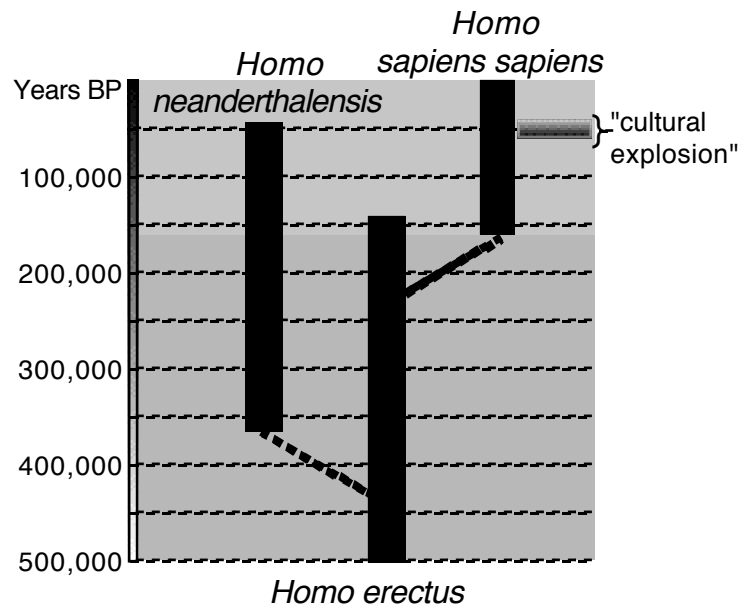 Homo
sapiens sapiens
Homo
neanderthalensis
Years BP
"cultural
explosion"
100,000
200,000
300,000
400,000
500,000
Homo erectus